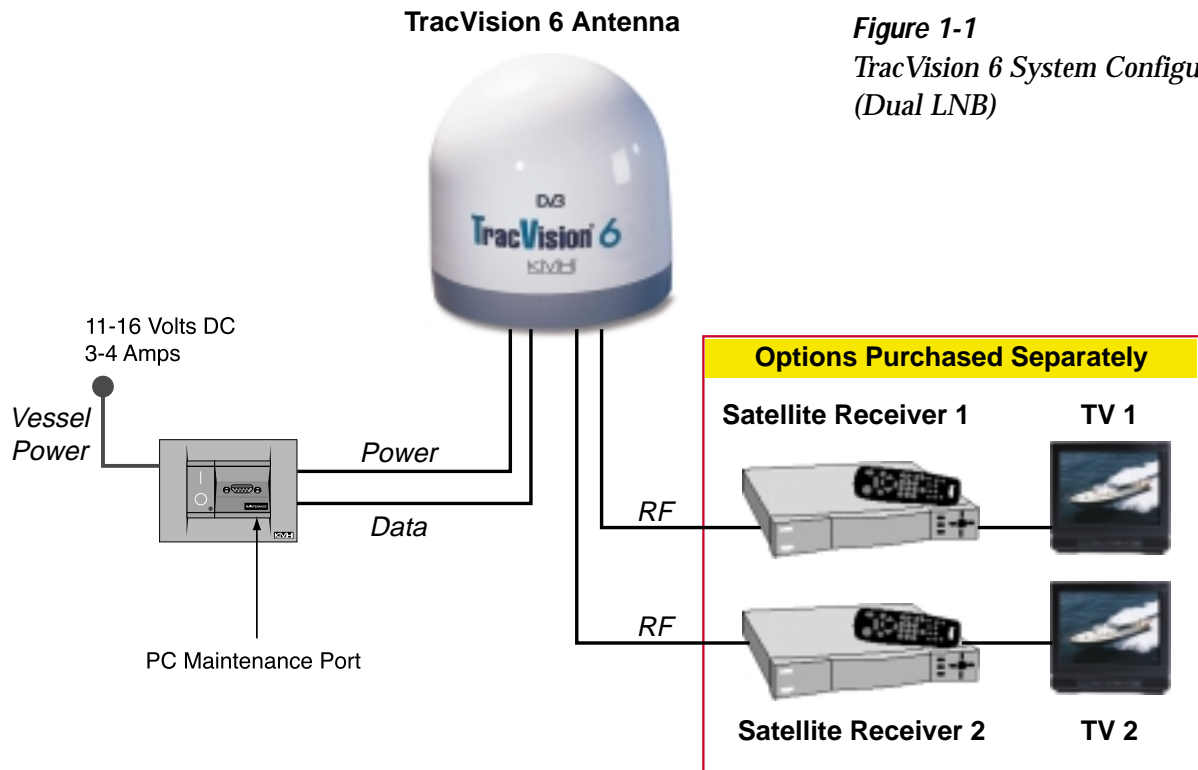 TracVision 6 Antenna
Figure 1-1
TracVision 6 System Configu
(Dual LNB)
DVB
TracVision 6
KVH
11-16 Volts DC
3-4 Amps
Vessel
Power
Power
Data
KVH
PC Maintenance Port
RF
RF
Options Purchased Separately
Satellite Receiver 1
TV 1
Satellite Receiver 2
TV 2